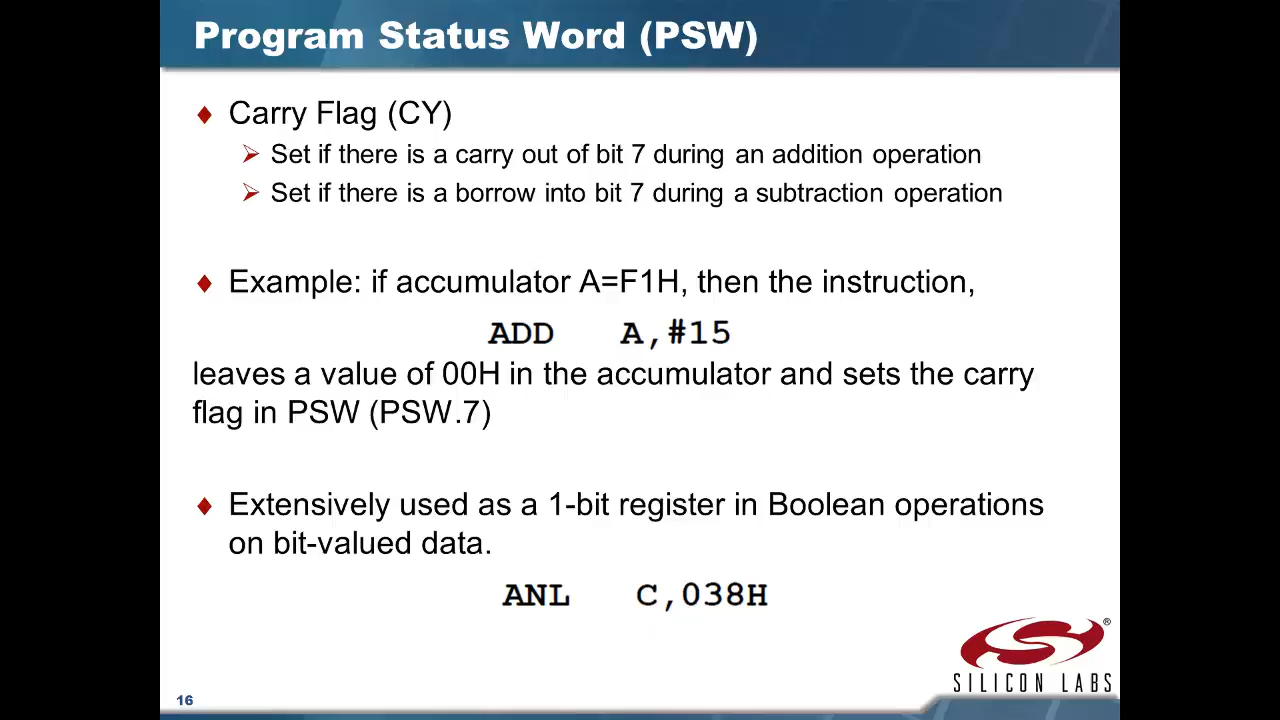 Program Status Word (PSW)
Carry Flag (CY)
Set if there is a carry out of bit 7 during an addition operation
Set if there is a borrow into bit 7 during a subtraction operation
Example: if accumulator A=F1H, then the instruction,
ADD A,#15
leaves a value of 00H in the accumulator and sets the carry
flag in PSW (PSW.7)
Extensively used as a 1-bit register in Boolean operations
on bit-valued data.
ANL C,038H
®
SILICON LABS
16